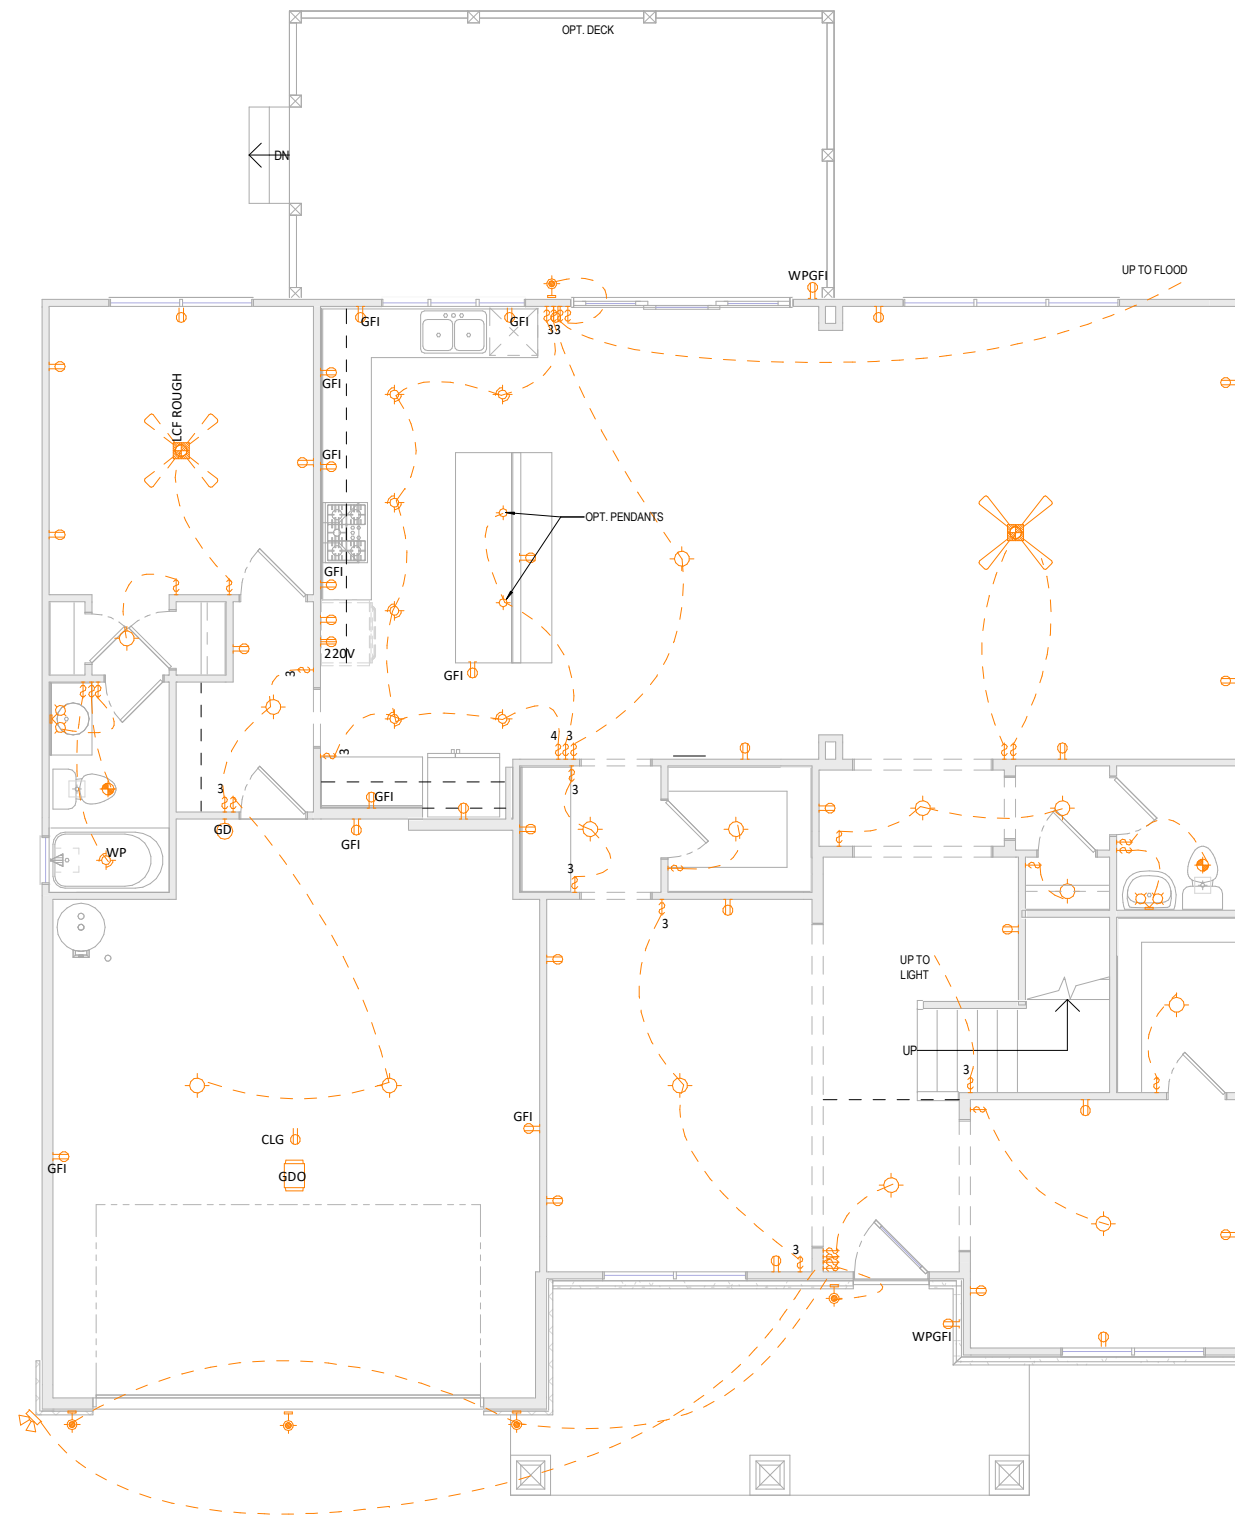 OPT. DECK
DN
UP TO FLOOD
WPGFI
GFI
GFI
33
GFI
LCF ROUGH
GFI
OPT. PENDANTS
GFI
220V
GFI
3
4
3
3
3
3
GFI
GD
GFI
WP
3
3
UP TO
LIGHT
UP
3
GFI
CLG
GFI
GDO
3
WPGFI